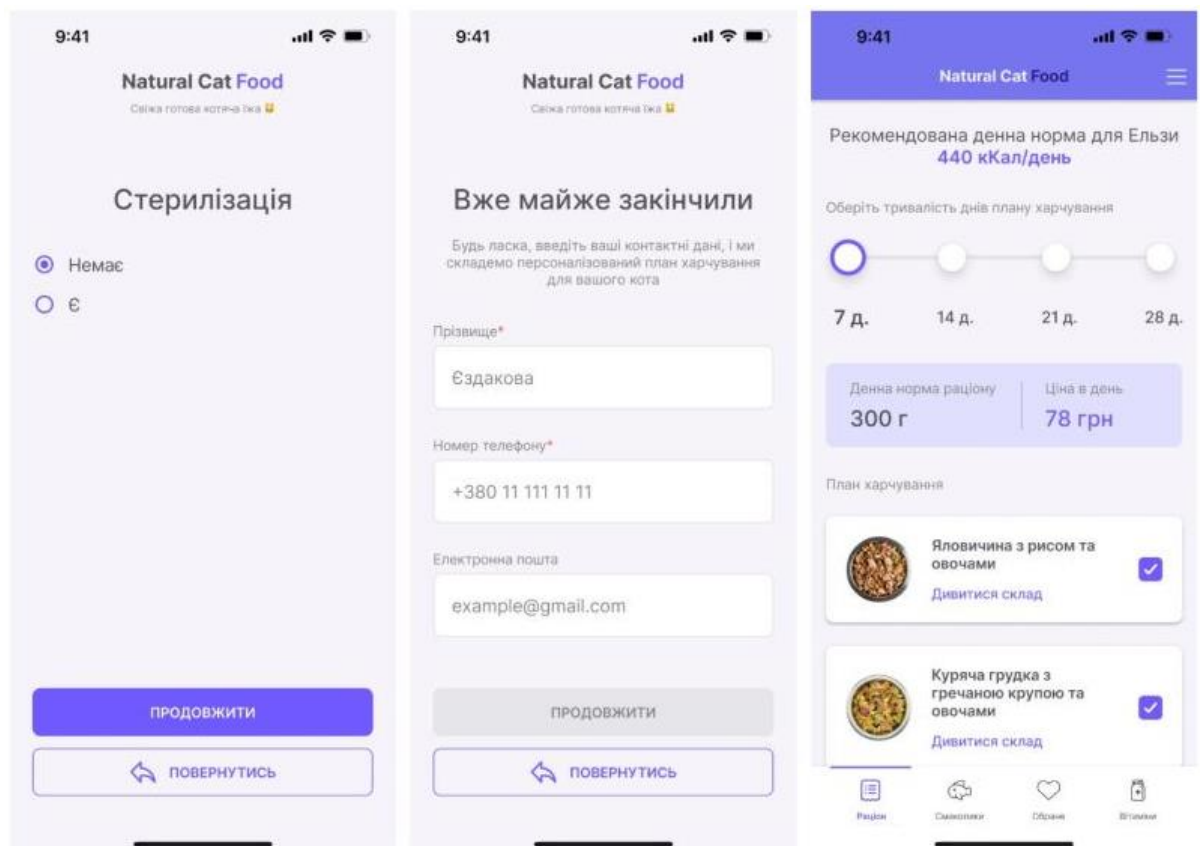 9:41
Natural Cat Food
Свіжа готова котяча їжа
Стерилізація
Немає
Є
ПРОДОВЖИТИ
ПОВЕРНУТИСЬ
9:41
Natural Cat Food
Свіжа готова котяча їжа
Вже майже закінчили
Будь ласка, введіть ваші контактні дані, і ми
складемо персоналізований план харчування
для вашого кота
Прізвище*
Єздакова
Номер телефону*
+380 11 111 11 11
Електронна пошта
example@gmail.com
ПРОДОВЖИТИ
ПОВЕРНУТИСЬ
9:41
Natural Cat Food
Рекомендована денна норма для Ельзи
440 кКал/день
Оберіть тривалість днів плану харчування
7 д.
14 д.
21 д.
28 д.
Денна норма раціону
300 г
Ціна в день
78 грн
План харчування
Яловичина з рисом та
овочами
Дивитися склад
Куряча грудка з
гречаною крупою та
овочами
Дивитися склад
Раціон
Смаколики
Обране
Вітаміни